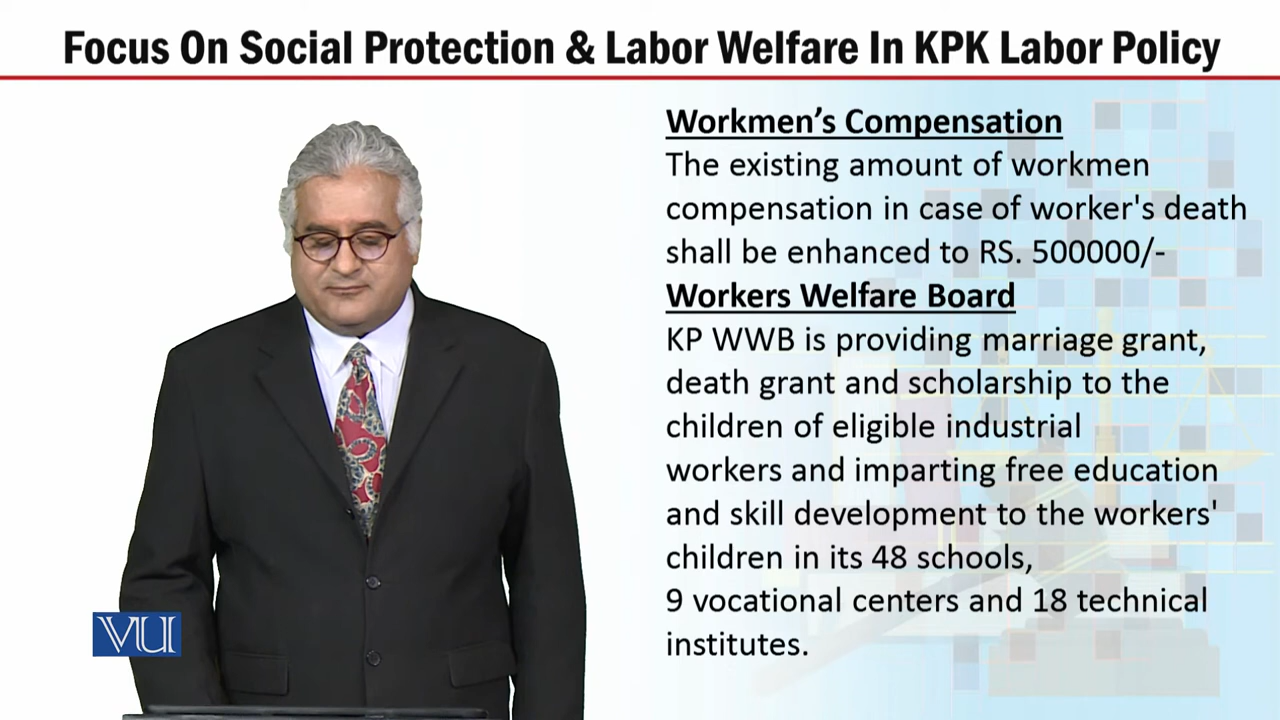 Focus On Social Protection & Labor Welfare In KPK Labor Policy
Workmen’s Compensation
The existing amount of workmen
compensation in case of worker's death
shall be enhanced to RS. 500000/-
Workers Welfare Board
KP WWB is providing marriage grant,
death grant and scholarship to the
children of eligible industrial
workers and imparting free education
and skill development to the workers'
children in its 48 schools,
9 vocational centers and 18 technical
institutes.
VU